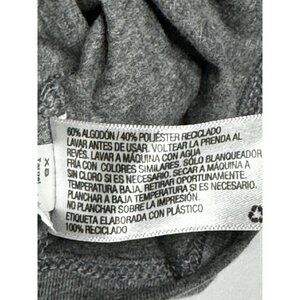 60% ALGODÓN / 40% POLIÉSTER RECICLADO
LAVAR ANTES DE USAR. VOLTEAR LA PRENDA AL
REVÉS. LAVAR A MÁQUINA CON AGUA
FRÍA CON COLORES SIMILARES. SÓLO BLANQUEADOR
SIN CLORO SI ES NECESARIO. SECAR A MÁQUINA A
TEMPERATURA BAJA. RETIRAR OPORTUNAMENTE.
PLANCHAR A BAJA TEMPERATURA SI ES NECESARIO.
NO PLANCHAR SOBRE LA IMPRESIÓN.
ETIQUETA ELABORADA CON PLÁSTICO
100% RECICLADO
XS